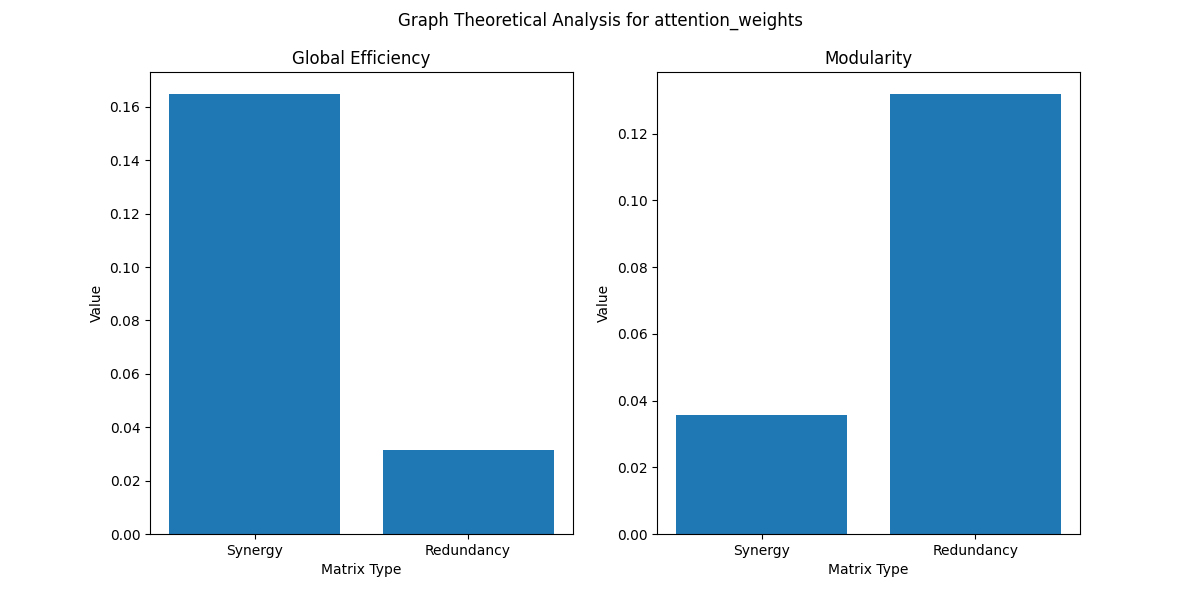 Graph Theoretical Analysis for attention_weights
Global Efficiency
Value
0.16
0.14
0.12
0.10
0.08
0.06
0.04
0.02
0.00
Synergy
Redundancy
Matrix Type
Modularity
Value
0.12
0.10
0.08
0.06
0.04
0.02
0.00
Synergy
Redundancy
Matrix Type